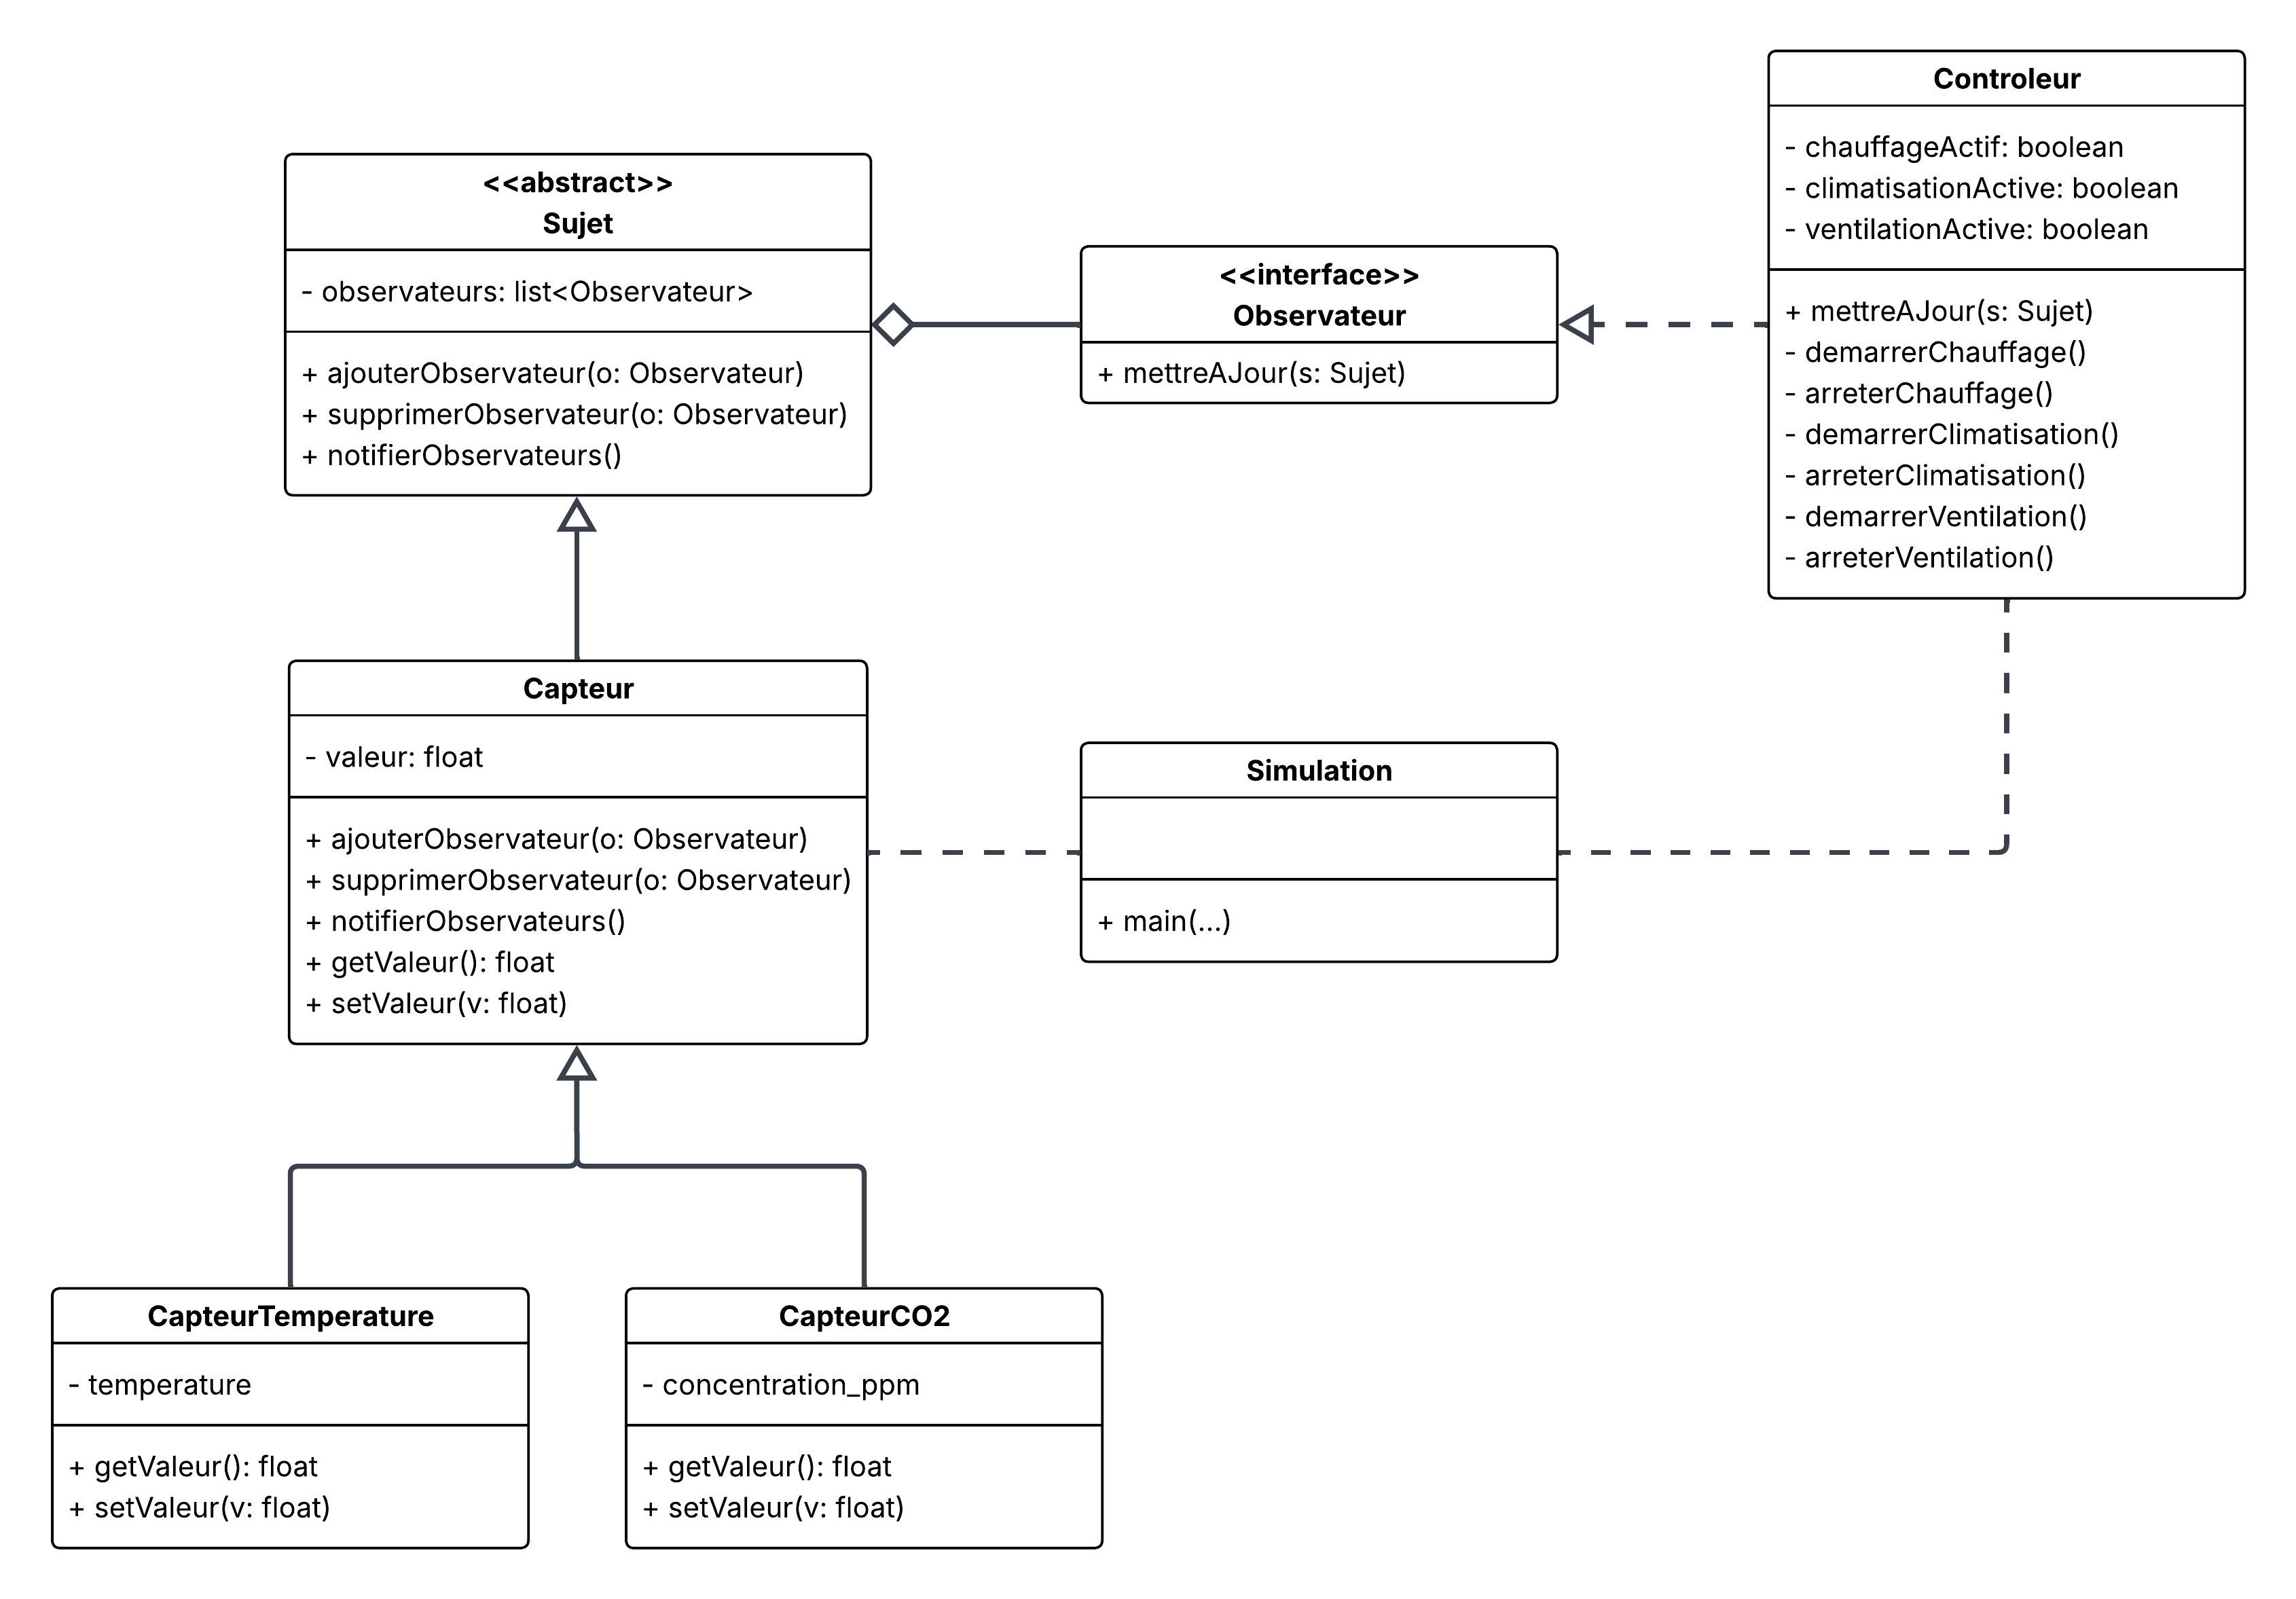 <<abstract>>
Sujet
- observateurs: list<Observateur>
+ ajouterObservateur(o: Observateur)
+ supprimerObservateur(o: Observateur)
+ notifierObservateurs()
<<interface>>
Observateur
+ mettreAJour(s: Sujet)
Controleur
- chauffageActif: boolean
- climatisationActive: boolean
- ventilationActive: boolean
+ mettreAJour(s: Sujet)
- demarrerChauffage()
- arreterChauffage()
- demarrerClimatisation()
- arreterClimatisation()
- demarrerVentilation()
- arreterVentilation()
Capteur
- valeur: float
+ ajouterObservateur(o: Observateur)
+ supprimerObservateur(o: Observateur)
+ notifierObservateurs()
+ getValeur(): float
+ setValeur(v: float)
Simulation
+ main(...)
CapteurTemperature
- temperature
+ getValeur(): float
+ setValeur(v: float)
CapteurCO2
- concentration_ppm
+ getValeur(): float
+ setValeur(v: float)